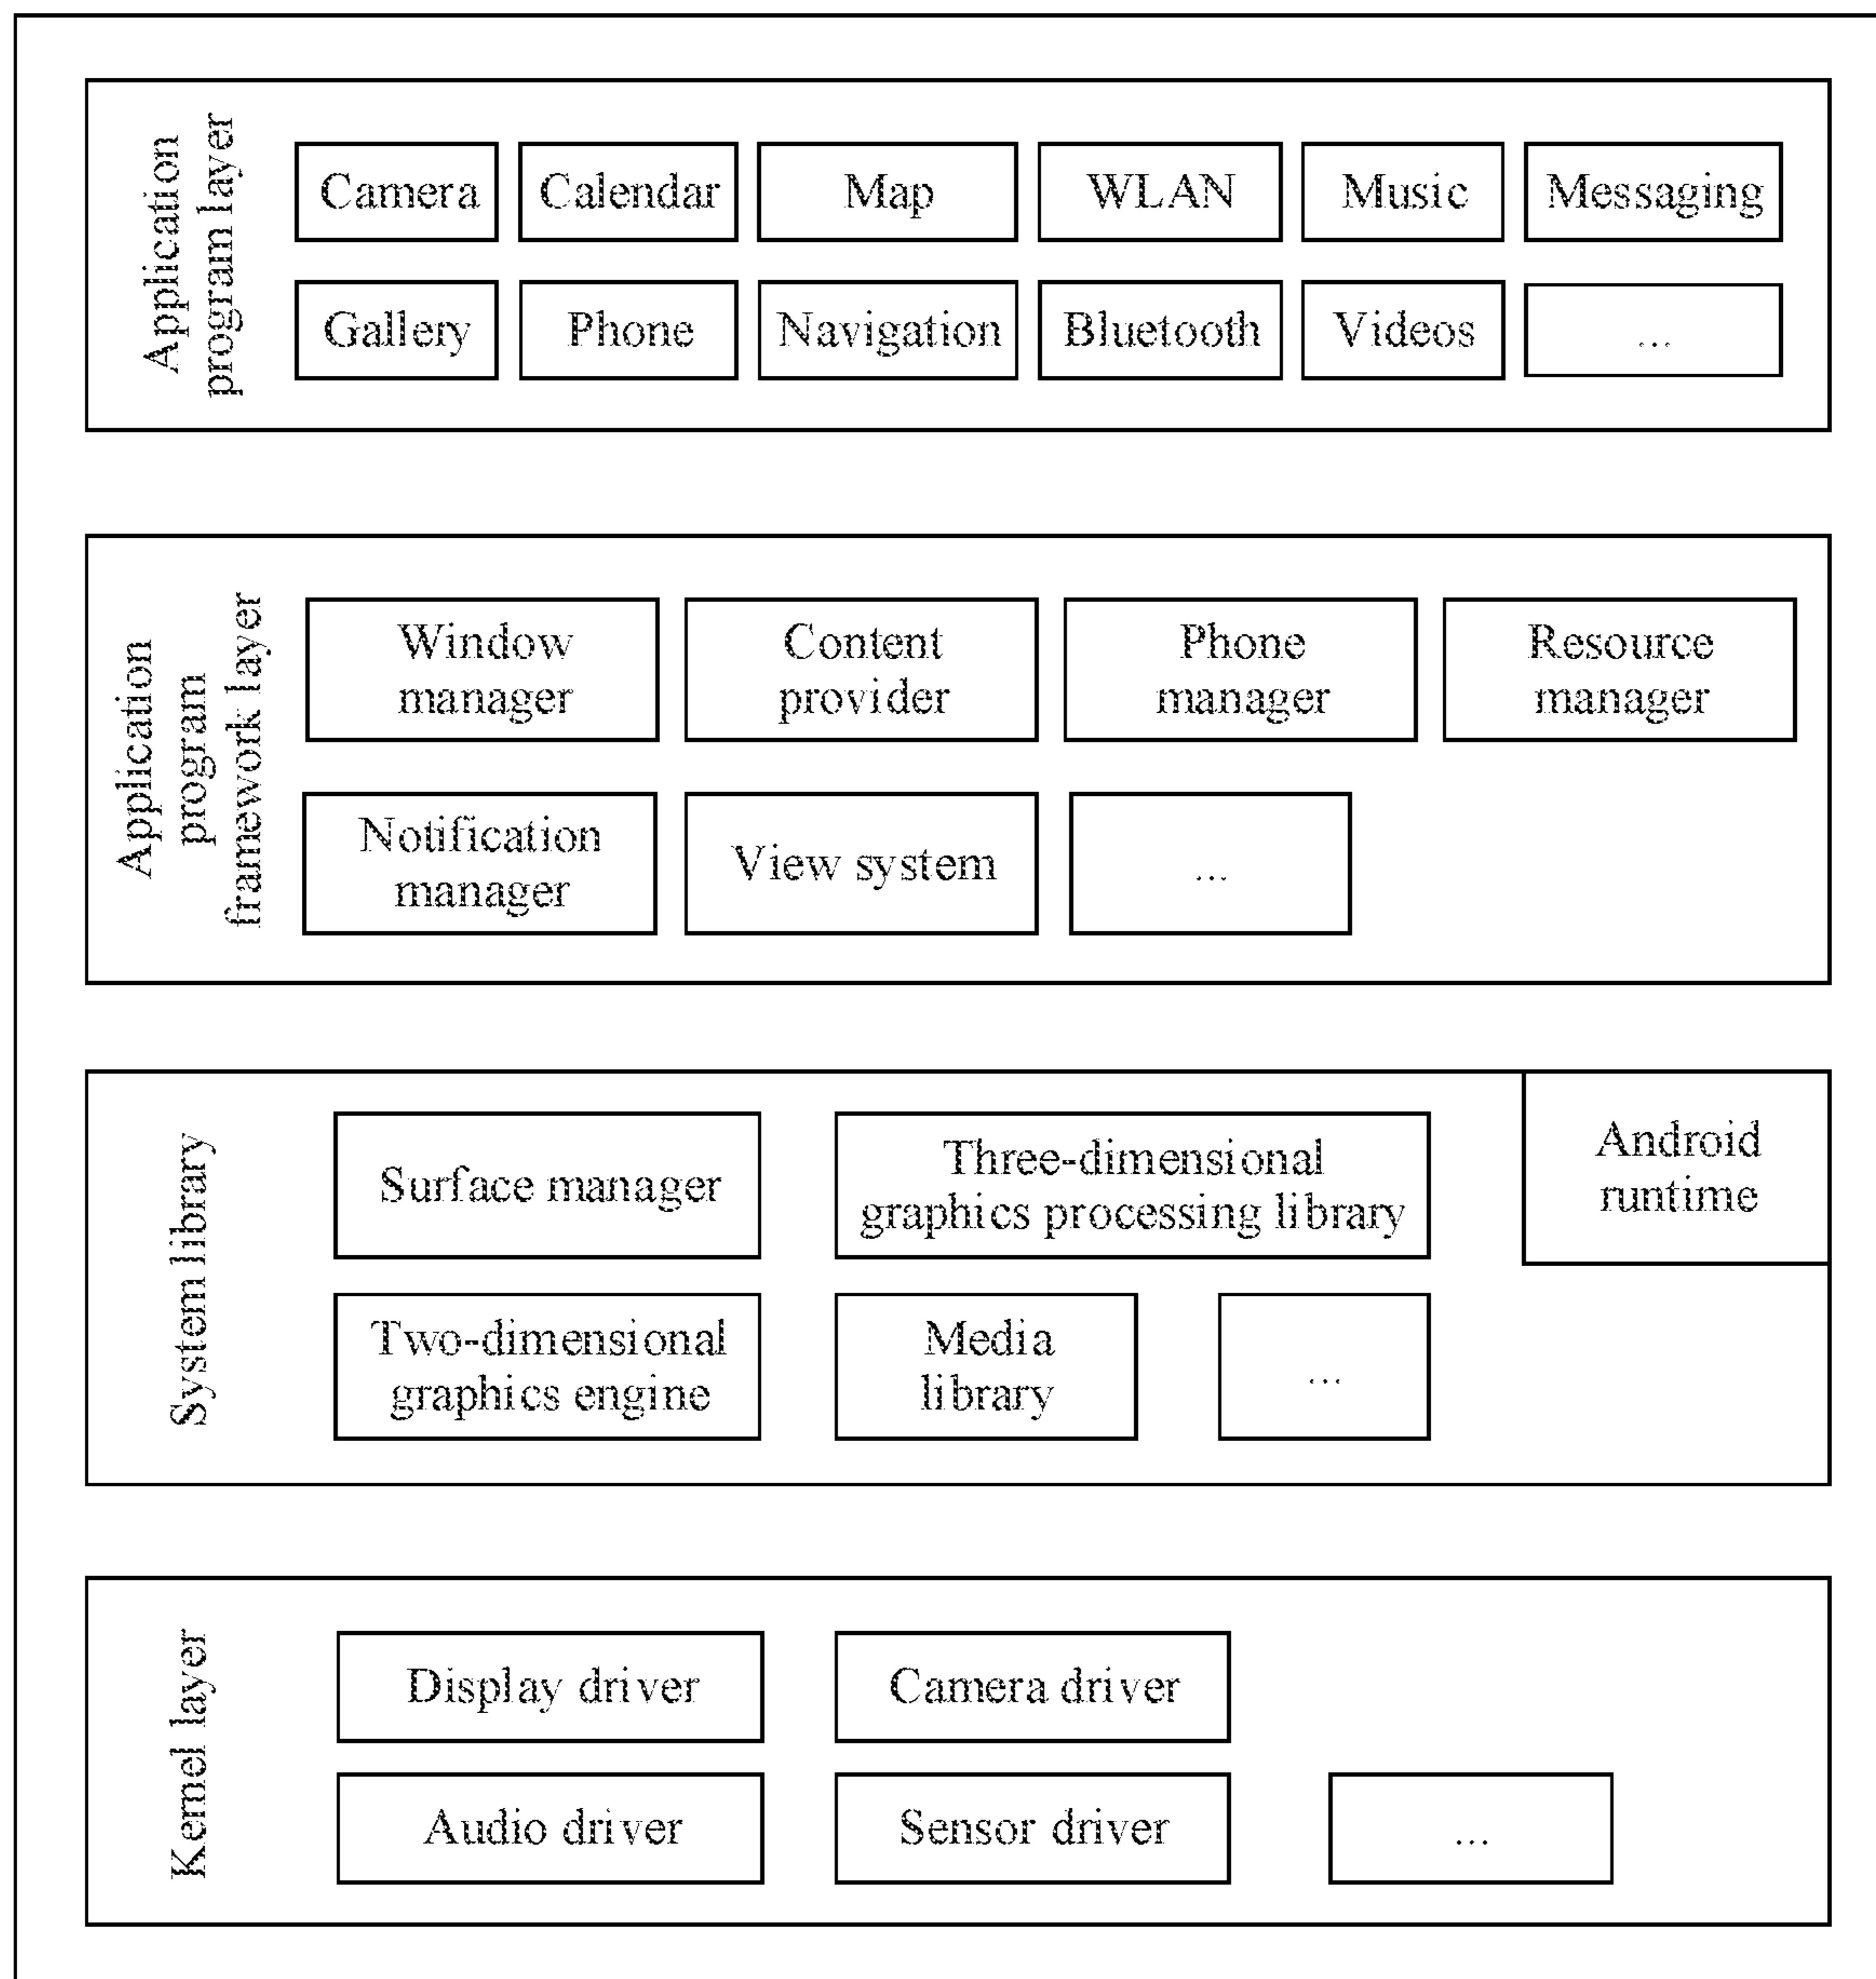 Application
program layer
Camera
Calendar
Map
WLAN
Music
Messaging
Gallery
Phone
Navigation
Bluetooth
Videos
...
Application
program
framework layer
Window
manager
Content
provider
Phone
manager
Resource
manager
Notification
manager
View system
...
System library
Surface manager
Three-dimensional
graphics processing library
Android
runtime
Two-dimensional
graphics engine
Media
library
...
Kernel layer
Display driver
Camera driver
Audio driver
Sensor driver
...